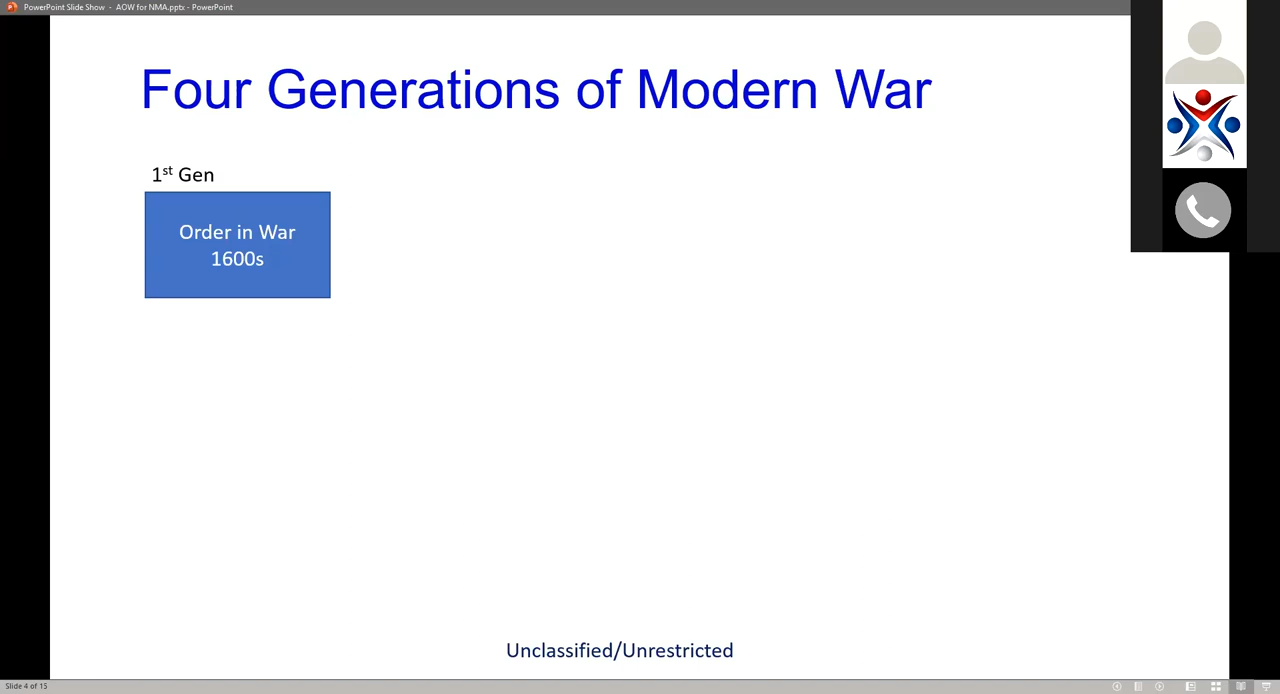 PowerPoint Slide Show - AOW for NMA.pptx - PowerPoint
Four Generations of Modern War
1st Gen
Order in War
1600s
Unclassified/Unrestricted
Slide 4 of 15